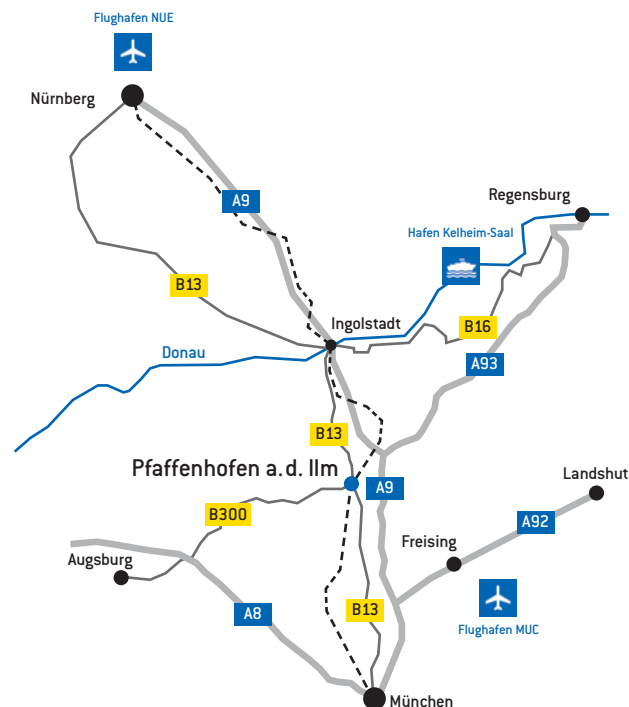 Flughafen NUE
Nürnberg
A9
Regensburg
Hafen Kelheim-Saal
B13
Ingolstadt
B16
Donau
A93
B13
Pfaffenhofen a. d. Ilm
A9
Landshut
B300
A92
Freising
Augsburg
A8
B13
Flughafen MUC
München